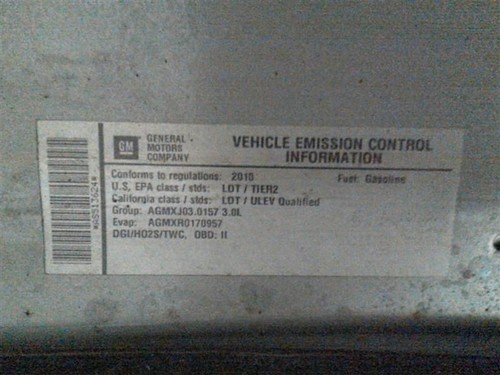 GM
GENERAL
MOTORS
COMPANY
VEHICLE EMISSION CONTROL
INFORMATION
Conforms to regulations: 2010 Fuel: Gasoline
U.S. EPA class / stds: LDT / TIER2
California class / stds: LDT / ULEV Qualified
Group: AGMXJ03.0157 3.0L
Evap: AGMXR0170957
DGI/HO2S/TWC, OBD: II